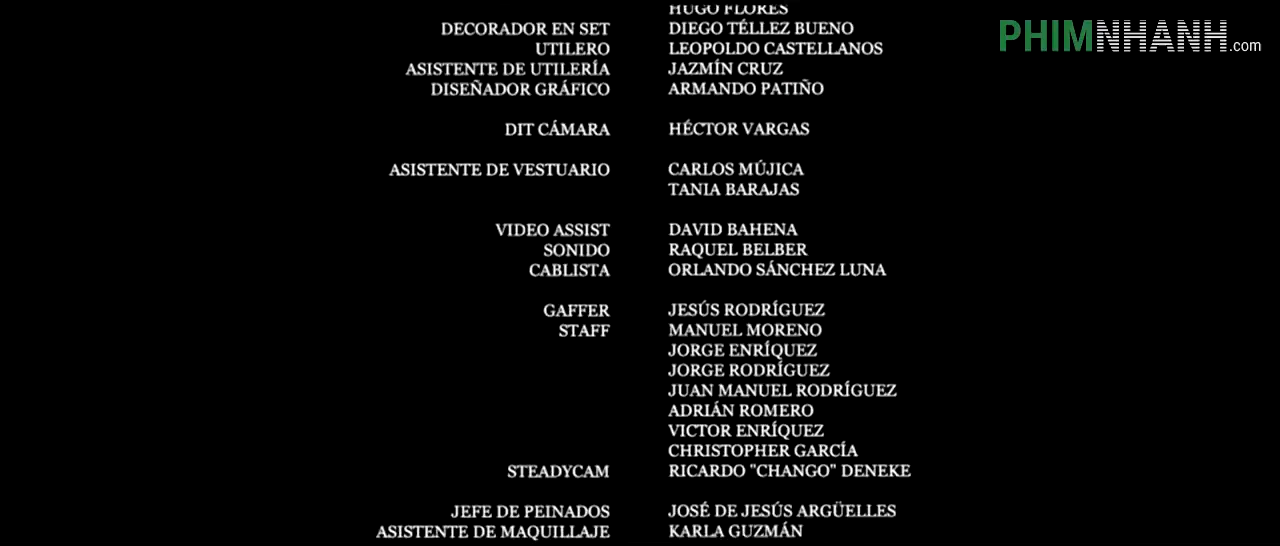 HUGO FLORES
DECORADOR EN SET DIEGO TÉLLEZ BUENO
UTILERO LEOPOLDO CASTELLANOS
ASISTENTE DE UTILERÍA JAZMÍN CRUZ
DISEÑADOR GRÁFICO ARMANDO PATIÑO
DIT CÁMARA HÉCTOR VARGAS
ASISTENTE DE VESTUARIO CARLOS MÚJICA
TANIA BARAJAS
VIDEO ASSIST DAVID BAHENA
SONIDO RAQUEL BELBER
CABLISTA ORLANDO SÁNCHEZ LUNA
GAFFER JESÚS RODRÍGUEZ
STAFF MANUEL MORENO
JORGE ENRÍQUEZ
JORGE RODRÍGUEZ
JUAN MANUEL RODRÍGUEZ
ADRIÁN ROMERO
VICTOR ENRÍQUEZ
CHRISTOPHER GARCÍA
STEADYCAM RICARDO "CHANGO" DENEKE
JEFE DE PEINADOS JOSÉ DE JESÚS ARGÜELLES
ASISTENTE DE MAQUILLAJE KARLA GUZMÁN
PHIMNHANH.com